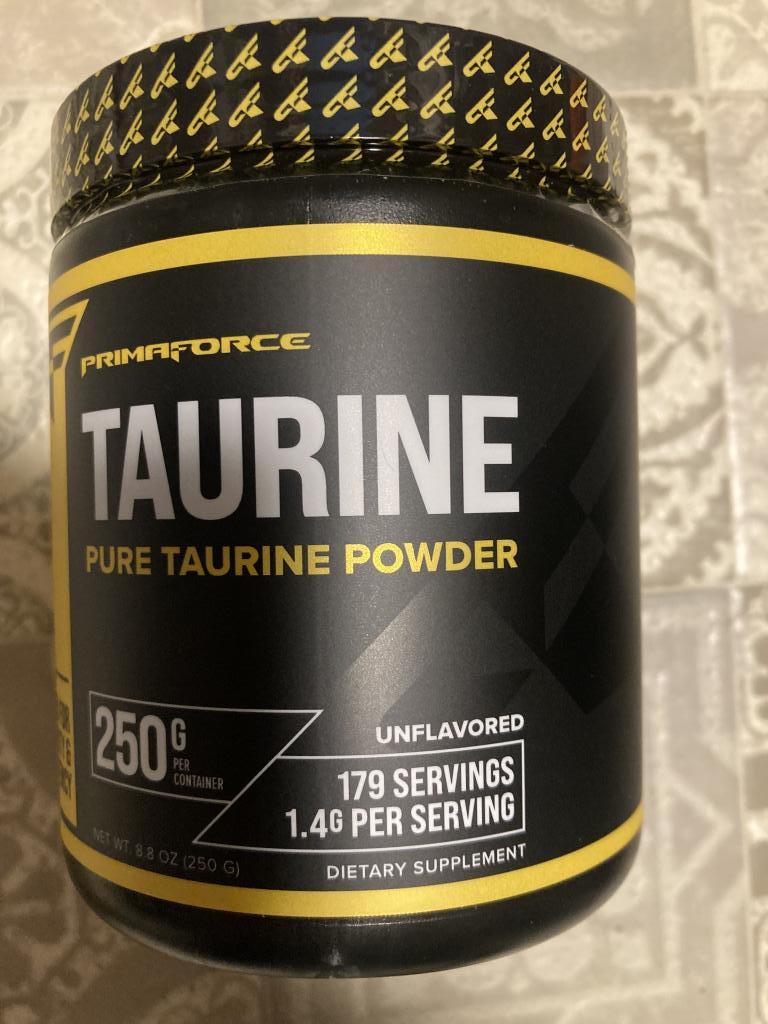 PRIMAFORCE
TAURINE
PURE TAURINE POWDER
250G
PER
CONTAINER
UNFLAVORED
179 SERVINGS
1.4G PER SERVING
NET WT. 8.8 OZ (250 G)
DIETARY SUPPLEMENT